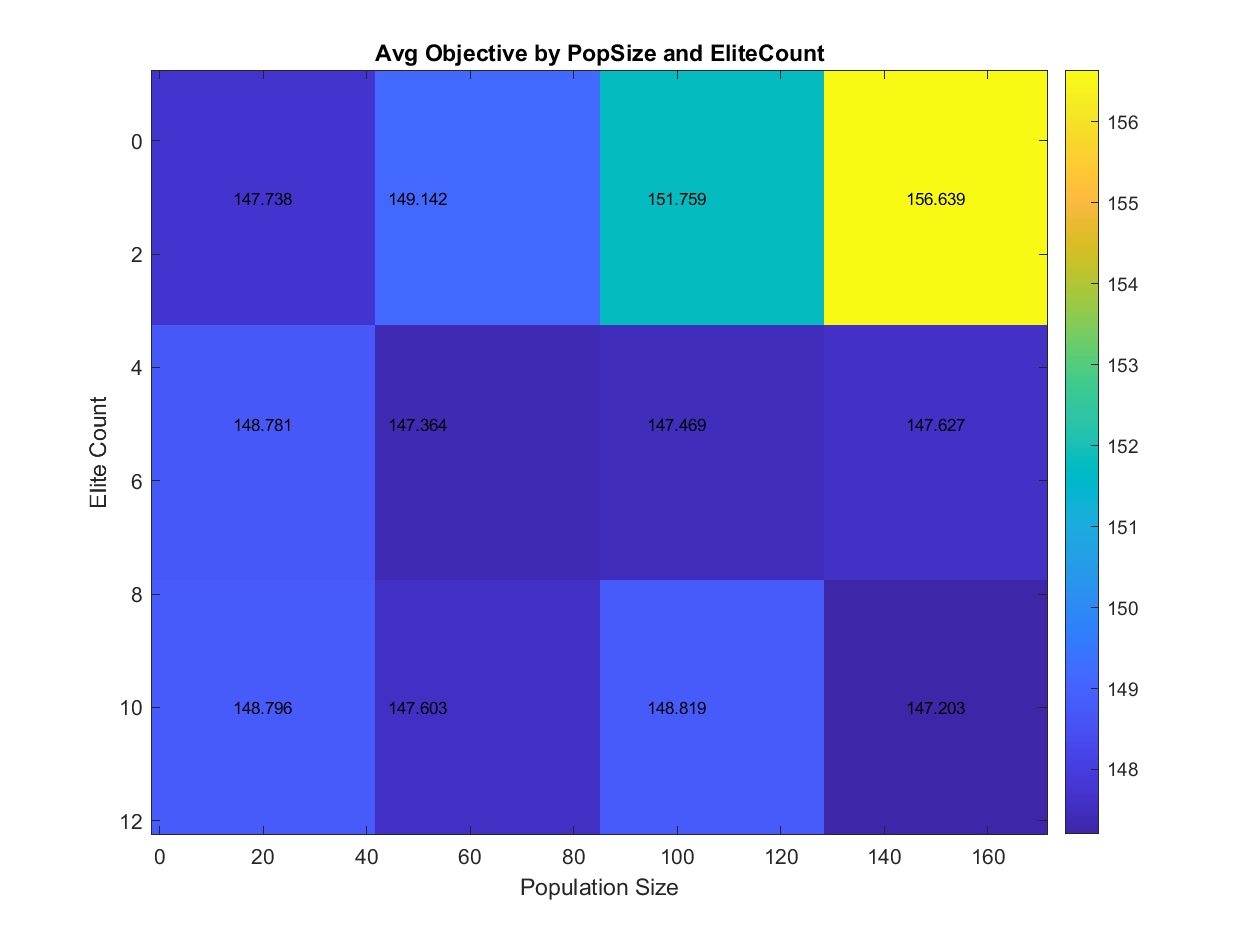 Avg Objective by PopSize and EliteCount
0
2
4
6
8
10
12
Elite Count
147.738 149.142 151.759 156.639
148.781 147.364 147.469 147.627
148.796 147.603 148.819 147.203
0 20 40 60 80 100 120 140 160
Population Size
156
155
154
153
152
151
150
149
148